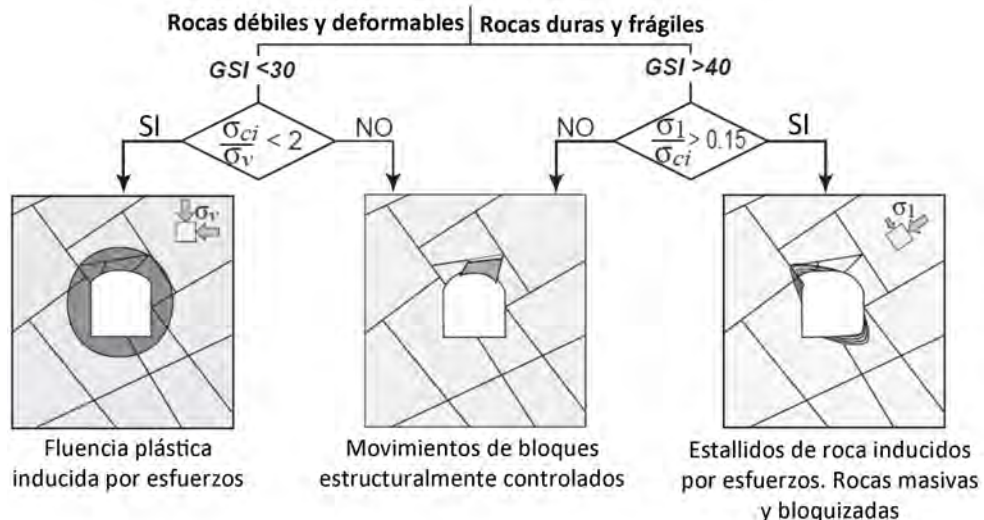 Rocas débiles y deformables
Rocas duras y frágiles
GSI <30
GSI >40
SI
σci/σv < 2
NO
NO
σ1/σci > 0.15
SI
σv
σ1
Fluencia plástica
inducida por esfuerzos
Movimientos de bloques
estructuralmente controlados
Estallidos de roca inducidos
por esfuerzos. Rocas masivas
y bloquizadas